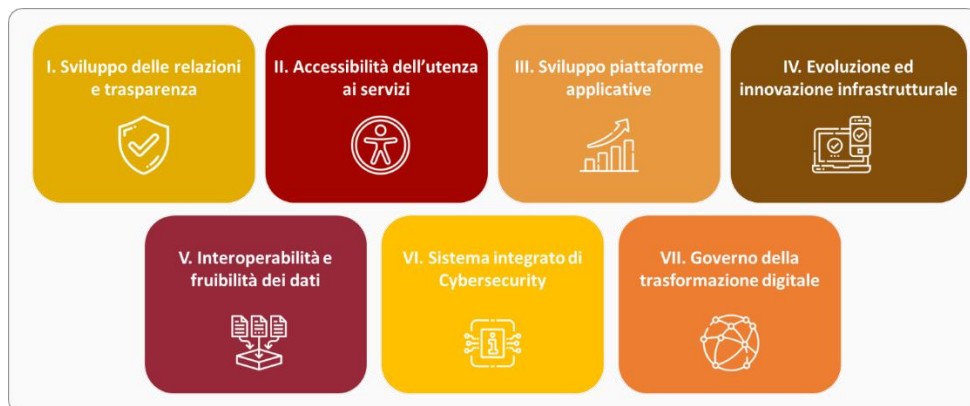 I. Sviluppo delle relazioni
e trasparenza
II. Accessibilità dell'utenza
ai servizi
III. Sviluppo piattaforme
applicative
IV. Evoluzione ed
innovazione infrastrutturale
V. Interoperabilità e
fruibilità dei dati
VI. Sistema integrato di
Cybersecurity
VII. Governo della
trasformazione digitale